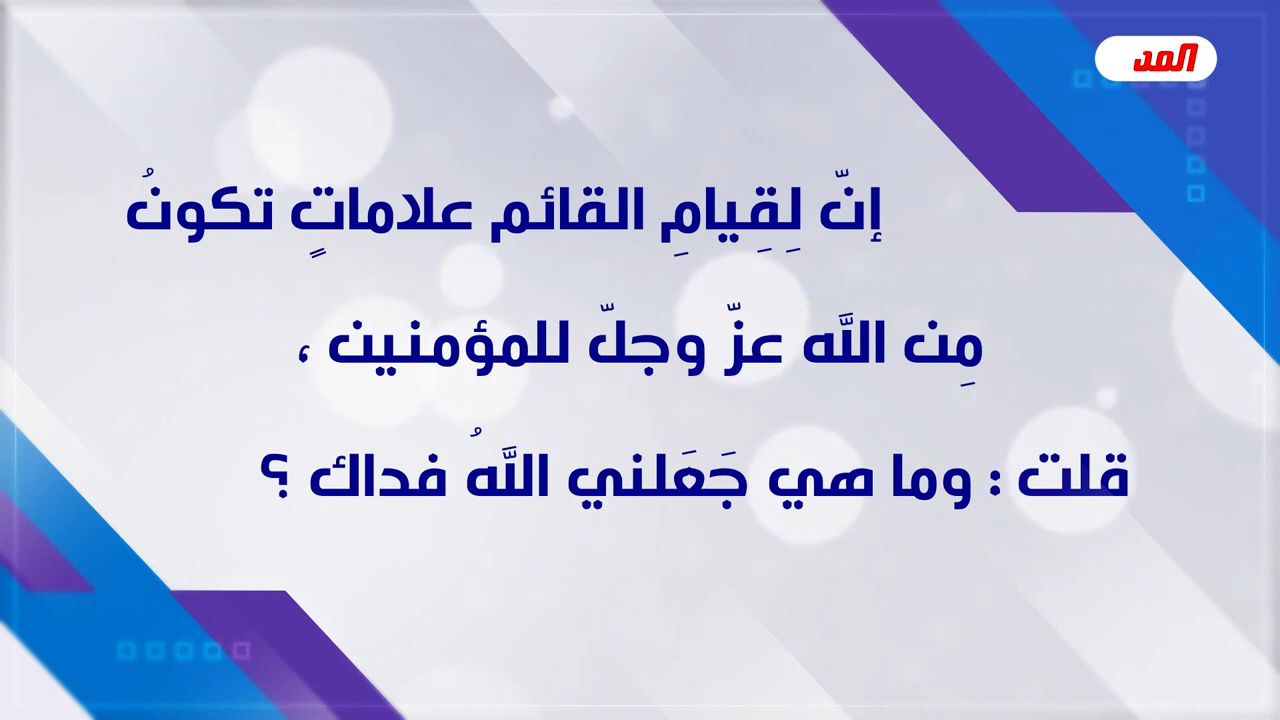 المد
إنّ لِقِيامِ القائم علاماتٍ تكونُ
مِن اللَّه عزّ وجلّ للمؤمنين ،
قلت : وما هي جَعَلني اللَّهُ فداك ؟